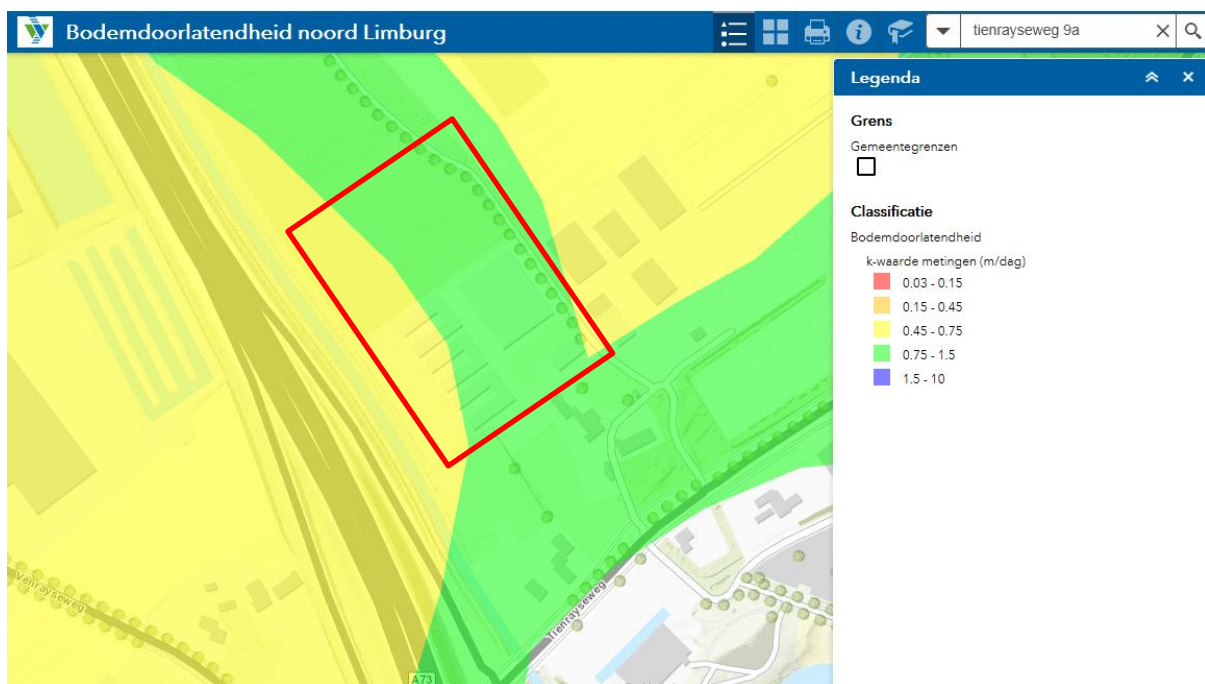 Bodemdoorlatendheid noord Limburg
tienrayseweg 9a
Legenda
Grens
Gemeentegrenzen
Classificatie
Bodemdoorlatendheid
k-waarde metingen (m/dag)
0.03 - 0.15
0.15 - 0.45
0.45 - 0.75
0.75 - 1.5
1.5 - 10
Venrayseweg
Tienrayseweg
A73